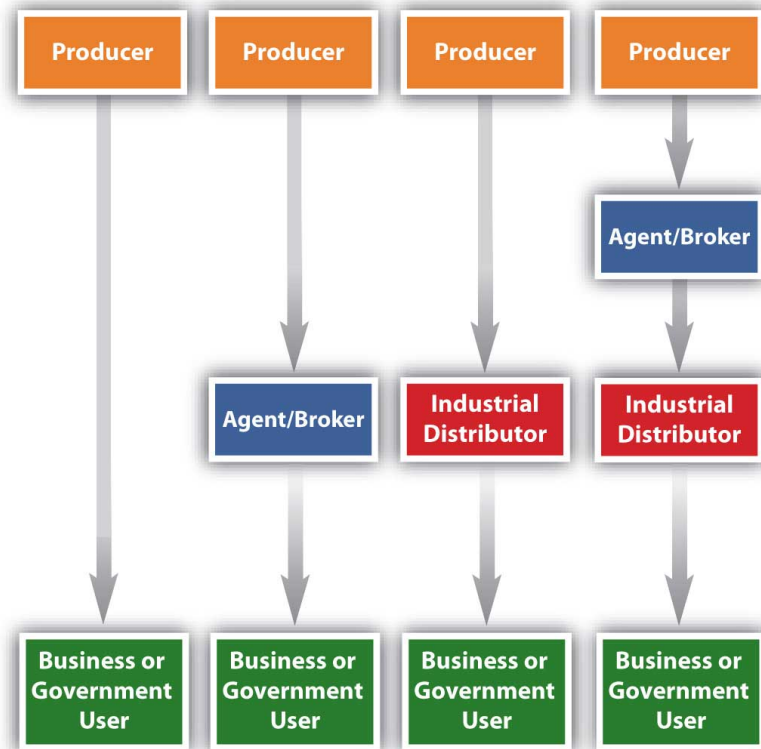 Producer
Producer
Producer
Producer
Agent/Broker
Agent/Broker
Industrial
Distributor
Industrial
Distributor
Business or
Government
User
Business or
Government
User
Business or
Government
User
Business or
Government
User